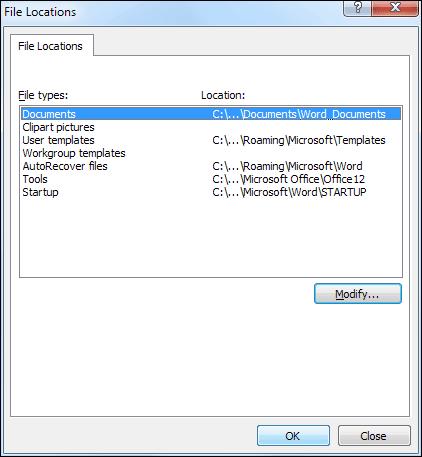 File Locations
File Locations
File types: Location:
Documents C:\...\Documents\Word_Documents
Clipart pictures
User templates C:\...\Roaming\Microsoft\Templates
Workgroup templates
AutoRecover files C:\...\Roaming\Microsoft\Word
Tools C:\...\Microsoft Office\Office12
Startup C:\...\Microsoft\Word\STARTUP
Modify...
OK Close